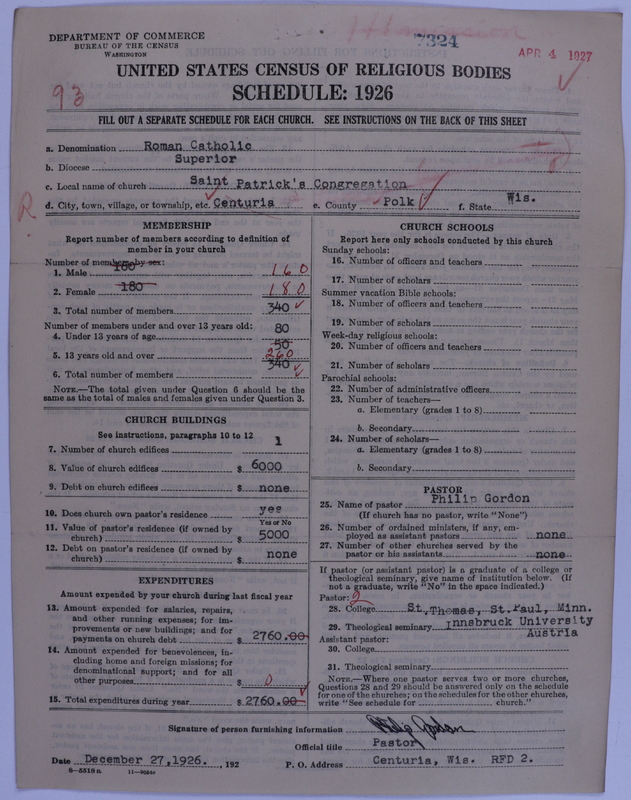 DEPARTMENT OF COMMERCE
BUREAU OF THE CENSUS
WASHINGTON
7324
APR 4 1927
UNITED STATES CENSUS OF RELIGIOUS BODIES
SCHEDULE: 1926
93
FILL OUT A SEPARATE SCHEDULE FOR EACH CHURCH. SEE INSTRUCTIONS ON THE BACK OF THIS SHEET
a. Denomination Roman Catholic
b. Diocese Superior
c. Local name of church Saint Patrick's Congregation
R
d. City, town, village, or township, etc. Centuria e. County Polk f. State Wis.
MEMBERSHIP
Report number of members according to definition of
member in your church
Number of members by sex:
1. Male 160 160
2. Female 180 180
3. Total number of members 340
Number of members under and over 13 years old:
4. Under 13 years of age 80
5. 13 years old and over 50 260
6. Total number of members 340
NOTE.—The total given under Question 6 should be the
same as the total of males and females given under Question 3.
CHURCH BUILDINGS
See instructions, paragraphs 10 to 12
7. Number of church edifices 1
8. Value of church edifices $ 6000
9. Debt on church edifices $ none
10. Does church own pastor's residence yes
Yes or No
11. Value of pastor's residence (if owned by
church) $ 5000
12. Debt on pastor's residence (if owned by
church) $ none
EXPENDITURES
Amount expended by your church during last fiscal year
13. Amount expended for salaries, repairs,
and other running expenses; for im-
provements or new buildings; and for
payments on church debt $ 2760.00
14. Amount expended for benevolences, in-
cluding home and foreign missions; for
denominational support; and for all
other purposes $ 0
15. Total expenditures during year $ 2760.00
CHURCH SCHOOLS
Report here only schools conducted by this church
Sunday schools:
16. Number of officers and teachers
17. Number of scholars
Summer vacation Bible schools:
18. Number of officers and teachers
19. Number of scholars
Week-day religious schools:
20. Number of officers and teachers
21. Number of scholars
Parochial schools:
22. Number of administrative officers
23. Number of teachers—
a. Elementary (grades 1 to 8)
b. Secondary
24. Number of scholars—
a. Elementary (grades 1 to 8)
b. Secondary
PASTOR
25. Name of pastor Philip Gordon
(If church has no pastor, write "None")
26. Number of ordained ministers, if any, em-
ployed as assistant pastors none
27. Number of other churches served by the
pastor or his assistants none
If pastor (or assistant pastor) is a graduate of a college or
theological seminary, give name of institution below. (If
not a graduate, write "No" in the space indicated.)
Pastor: 2
28. College St. Thomas, St. Paul, Minn.
29. Theological seminary Innsbruck University
Austria
Assistant pastor:
30. College
31. Theological seminary
NOTE.—Where one pastor serves two or more churches,
Questions 28 and 29 should be answered only on the schedule
for one of the churches; on the schedules for the other churches,
write "See schedule for church."
Signature of person furnishing information Philip Gordon
Official title Pastor
Date December 27, 1926. , 192 P. O. Address Centuria, Wis. RFD 2.